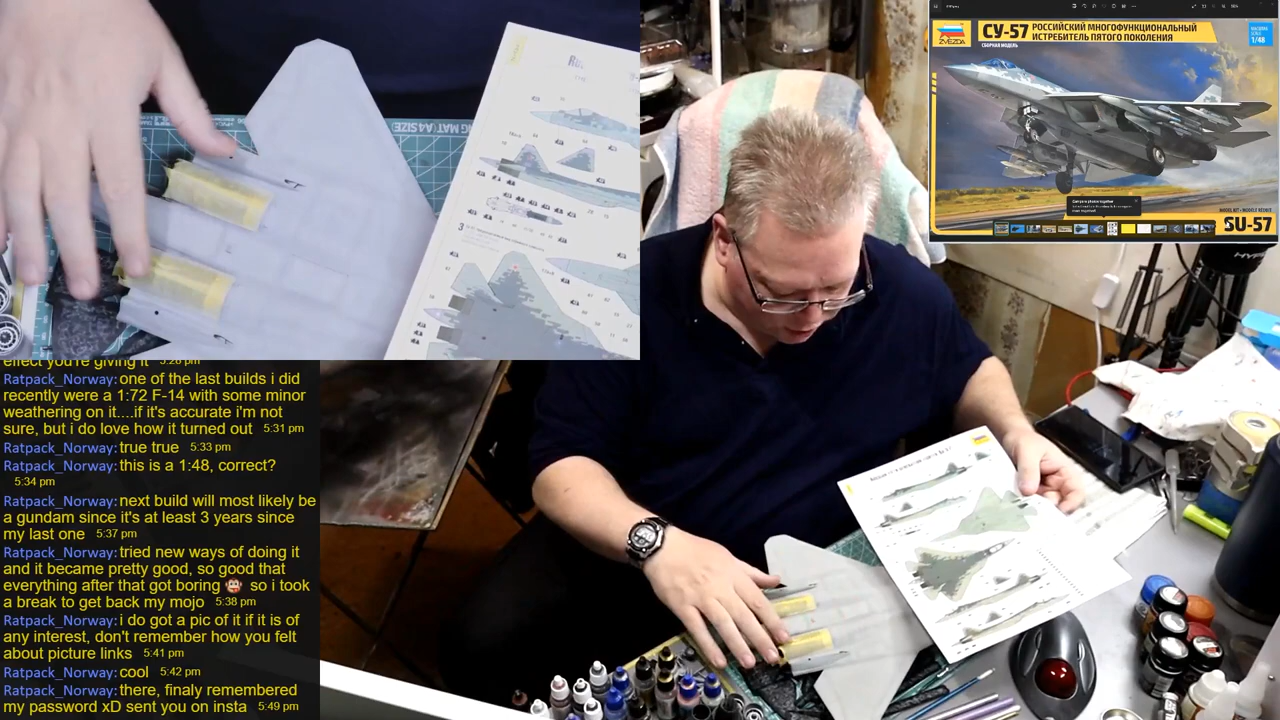 ZVEZDA
СУ-57 РОССИЙСКИЙ МНОГОФУНКЦИОНАЛЬНЫЙ
ИСТРЕБИТЕЛЬ ПЯТОГО ПОКОЛЕНИЯ
СБОРНАЯ МОДЕЛЬ
1/48
SU-57
3
effect you're giving it 5:28 pm
Ratpack_Norway: one of the last builds i did
recently were a 1:72 F-14 with some minor
weathering on it....if it's accurate i'm not
sure, but i do love how it turned out 5:31 pm
Ratpack_Norway: true true 5:33 pm
Ratpack_Norway: this is a 1:48, correct?
5:34 pm
Ratpack_Norway: next build will most likely be
a gundam since it's at least 3 years since
my last one 5:37 pm
Ratpack_Norway: tried new ways of doing it
and it became pretty good, so good that
everything after that got boring 🙊 so i took
a break to get back my mojo 5:38 pm
Ratpack_Norway: i do got a pic of it if it is of
any interest, don't remember how you felt
about picture links 5:41 pm
Ratpack_Norway: cool 5:42 pm
Ratpack_Norway: there, finaly remembered
my password xD sent you on insta 5:49 pm